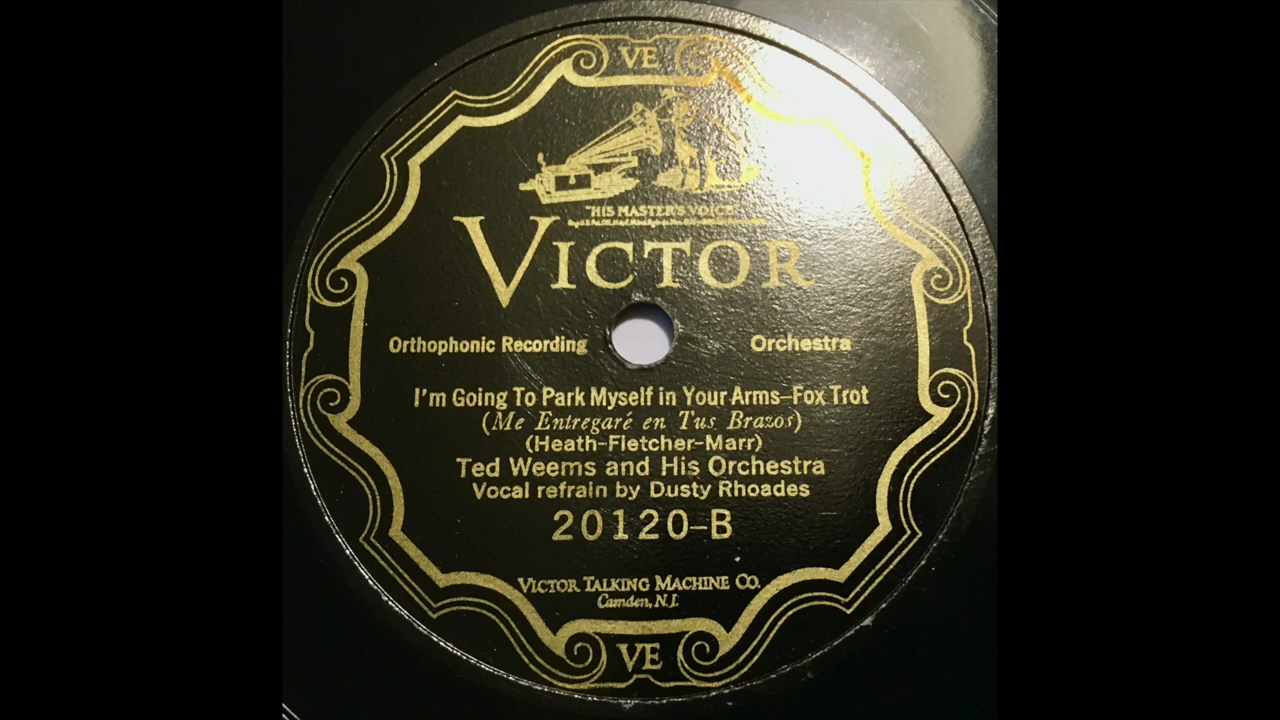 VE
"HIS MASTER'S VOICE"
VICTOR
Orthophonic Recording Orchestra
I'm Going To Park Myself in Your Arms–Fox Trot
(Me Entregaré en Tus Brazos)
(Heath–Fletcher–Marr)
Ted Weems and His Orchestra
Vocal refrain by Dusty Rhoades
20120–B
VICTOR TALKING MACHINE CO.
Camden, N.J.
VE